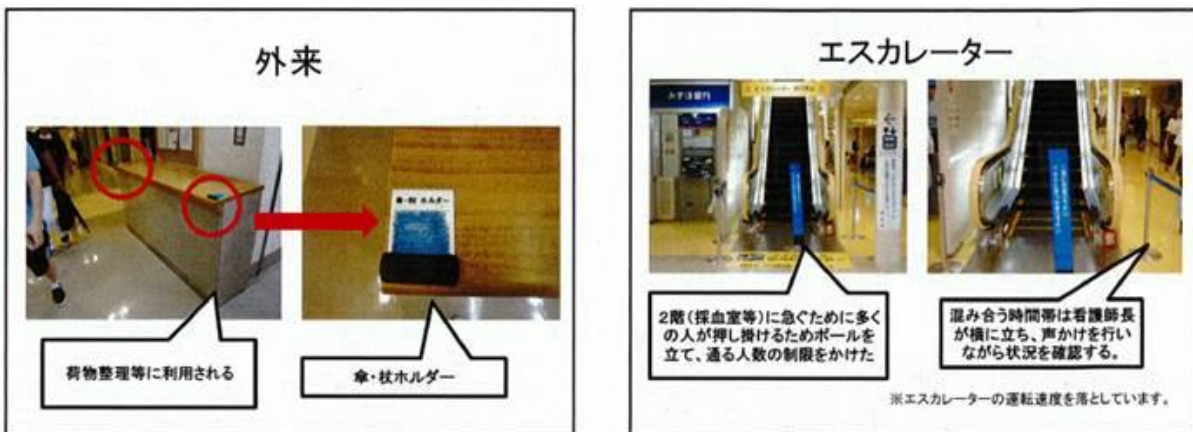 外来
傘・杖 ホルダー
荷物整理等に利用される
傘・杖ホルダー
エスカレーター
みずほ銀行
2階(採血室等)に急ぐために多く
の人が押し掛けるためポールを
立て、通る人数の制限をかけた
混み合う時間帯は看護師長
が横に立ち、声かけを行い
ながら状況を確認する。
※エスカレーターの運転速度を落としています。